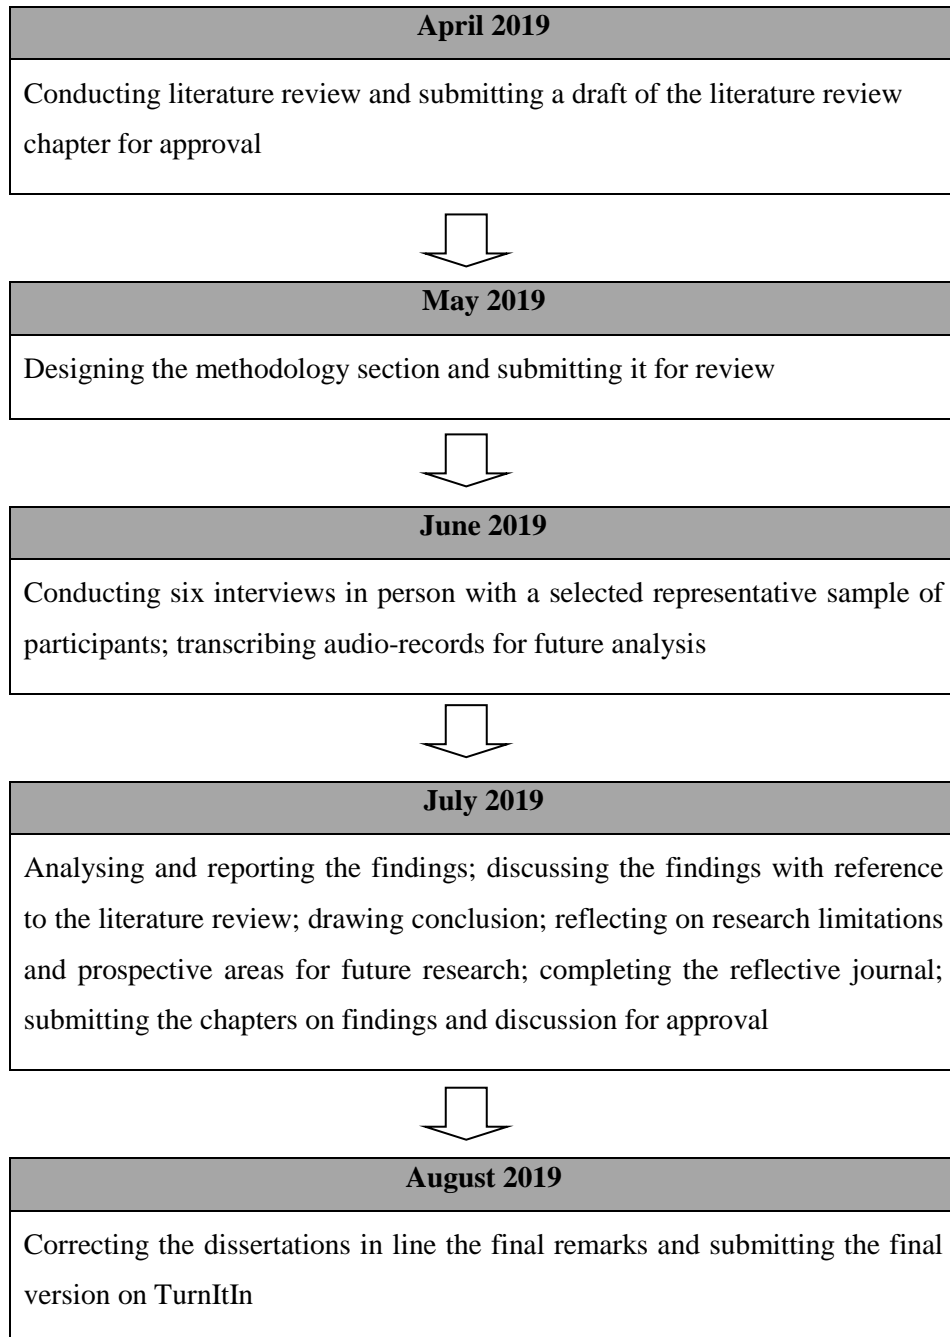 April 2019
Conducting literature review and submitting a draft of the literature review
chapter for approval
May 2019
Designing the methodology section and submitting it for review
June 2019
Conducting six interviews in person with a selected representative sample of
participants; transcribing audio-records for future analysis
July 2019
Analysing and reporting the findings; discussing the findings with reference
to the literature review; drawing conclusion; reflecting on research limitations
and prospective areas for future research; completing the reflective journal;
submitting the chapters on findings and discussion for approval
August 2019
Correcting the dissertations in line the final remarks and submitting the final
version on TurnItIn